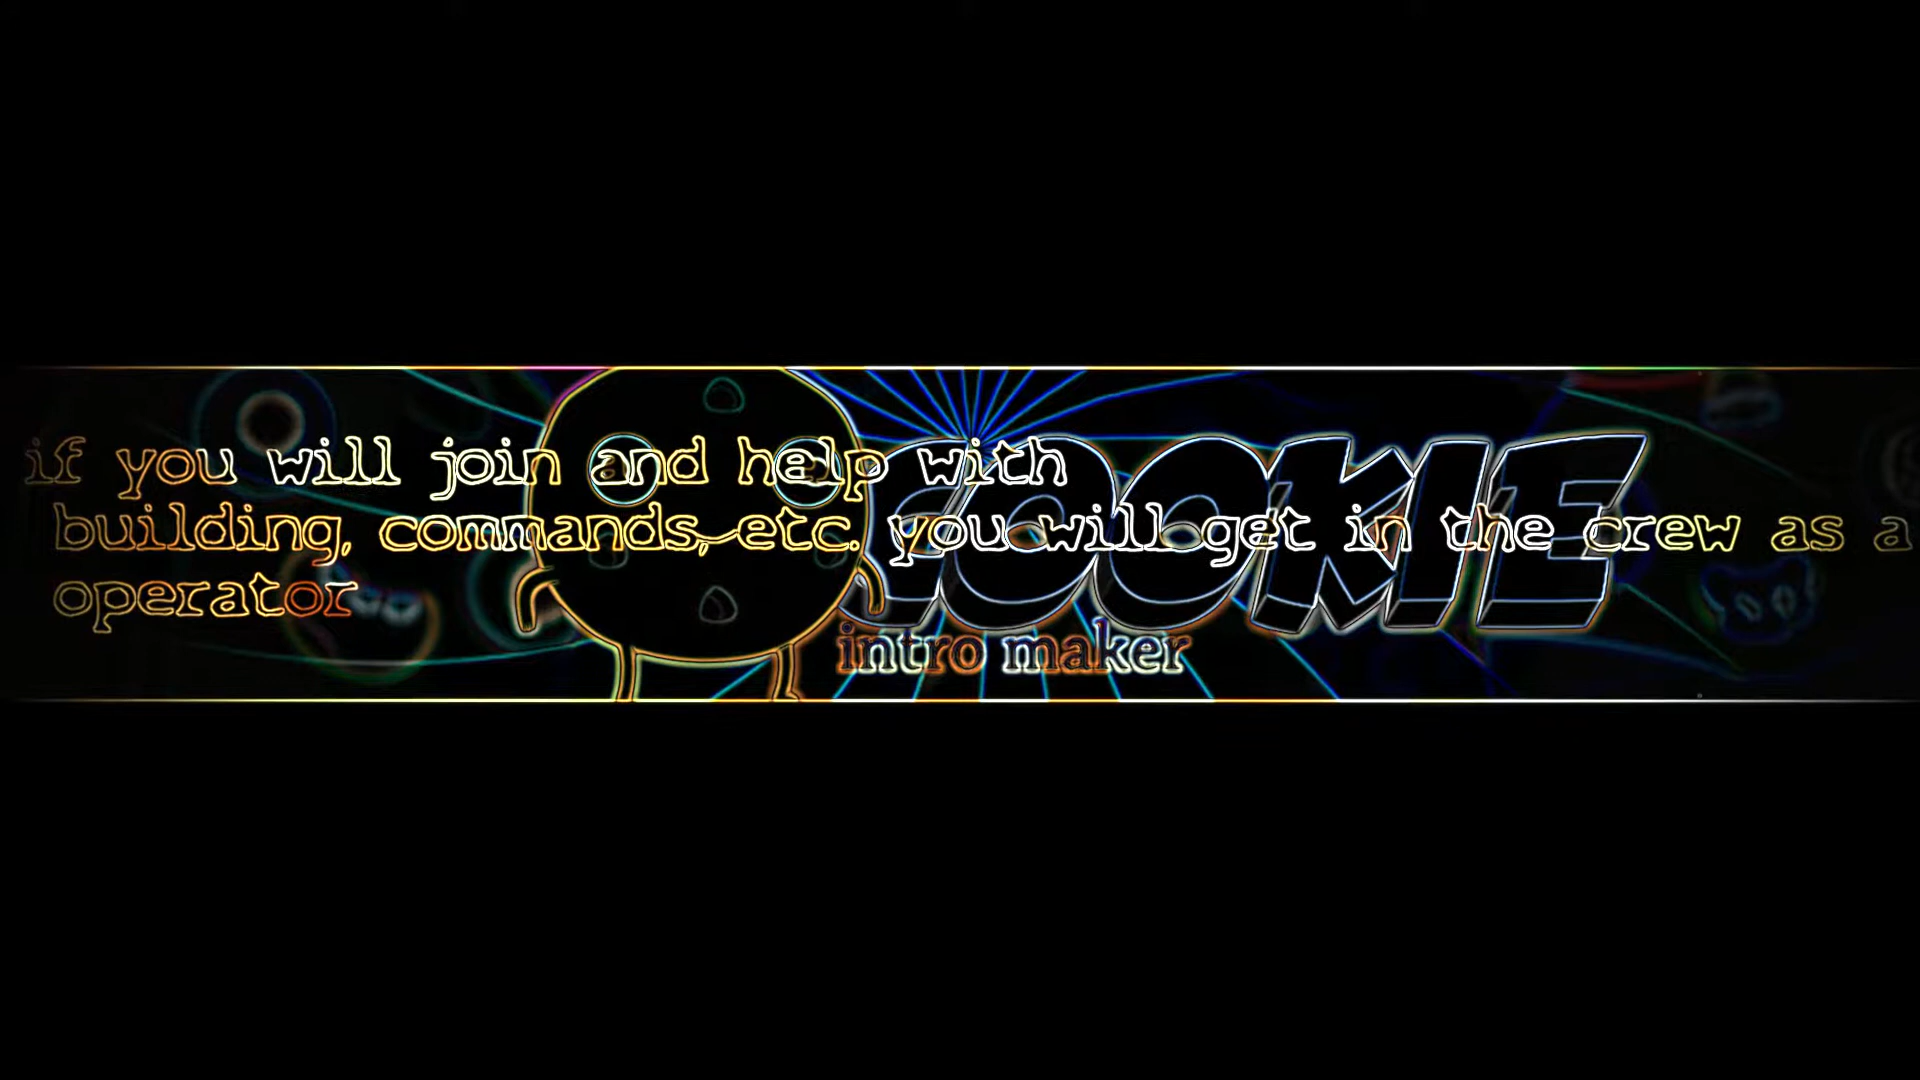 if you will join and help with
building, commands, etc. you will get in the crew as a
operator
COOKIE
intro maker